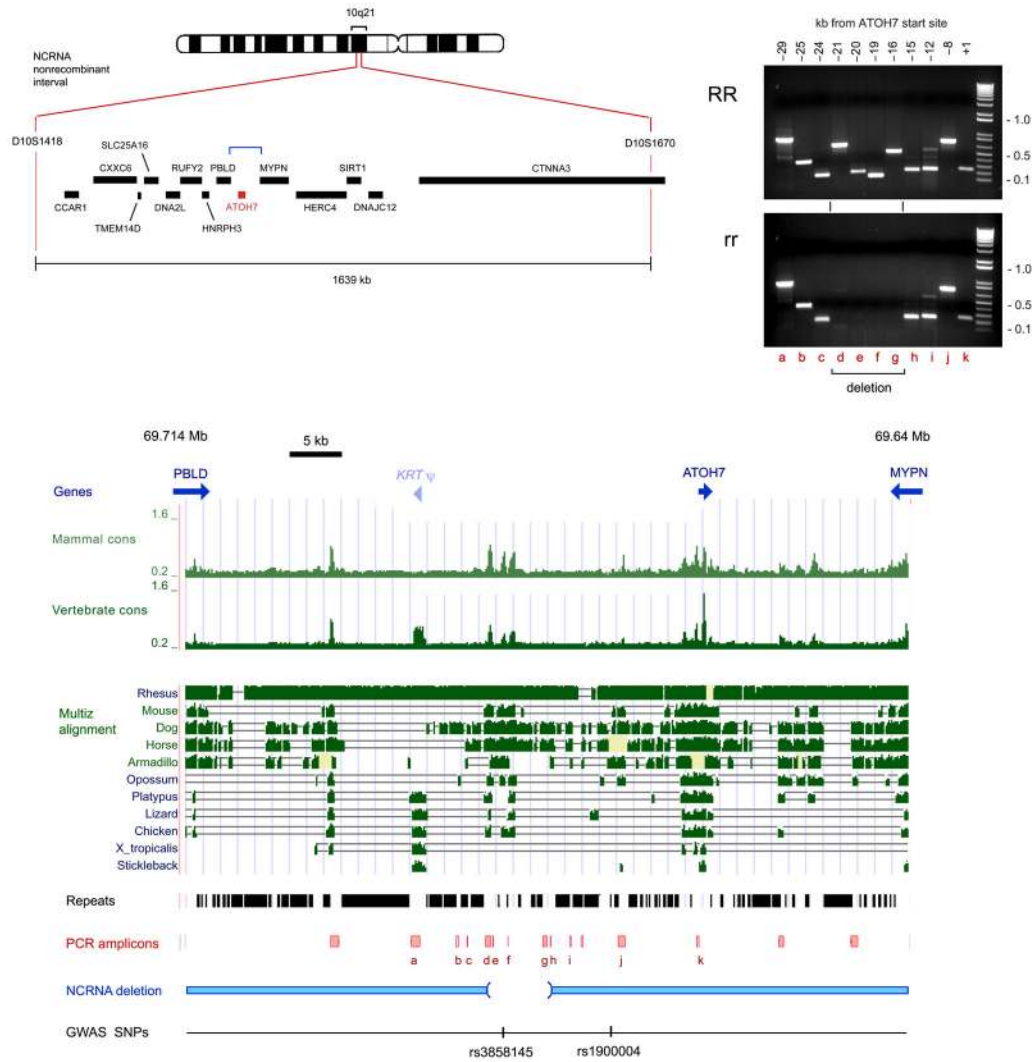 10q21
NCRNA
nonrecombinant
interval
D10S1418
D10S1670
SLC25A16
CXXC6
RUFY2
PBLD
MYPN
SIRT1
CTNNA3
CCAR1
DNA2L
ATOH7
HERC4
DNAJC12
TMEM14D
HNRPH3
1639 kb
kb from ATOH7 start site
-29 -25 -24 -21 -20 -19 -16 -15 -12 -8 +1
RR
- 1.0
- 0.5
- 0.1
rr
- 1.0
- 0.5
- 0.1
a b c d e f g h i j k
deletion
69.714 Mb
5 kb
69.64 Mb
Genes
PBLD
KRT ψ
ATOH7
MYPN
1.6
Mammal cons
0.2
1.6
Vertebrate cons
0.2
Multiz
alignment
Rhesus
Mouse
Dog
Horse
Armadillo
Opossum
Platypus
Lizard
Chicken
X_tropicalis
Stickleback
Repeats
PCR amplicons
a b c d e f g h i j k
NCRNA deletion
GWAS SNPs
rs3858145 rs1900004